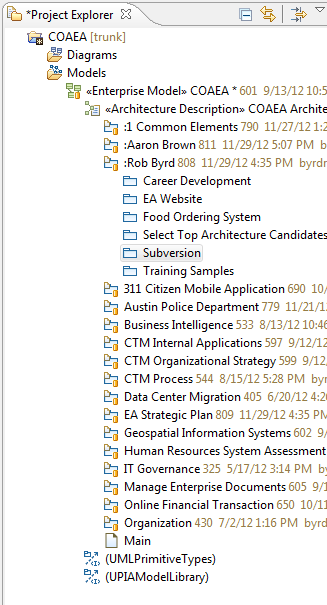 *Project Explorer
COAEA [trunk]
Diagrams
Models
«Enterprise Model» COAEA * 601 9/13/12 10:5
«Architecture Description» COAEA Archite
:1 Common Elements 790 11/27/12 1:2
:Aaron Brown 811 11/29/12 5:07 PM b
:Rob Byrd 808 11/29/12 4:35 PM byrdr
Career Development
EA Website
Food Ordering System
Select Top Architecture Candidates
Subversion
Training Samples
311 Citizen Mobile Application 690 10/
Austin Police Department 779 11/21/1
Business Intelligence 533 8/13/12 10:46
CTM Internal Applications 597 9/12/12
CTM Organizational Strategy 599 9/12/
CTM Process 544 8/15/12 5:28 PM byr
Data Center Migration 405 6/20/12 4:26
EA Strategic Plan 809 11/29/12 4:35 PM
Geospatial Information Systems 602 9/
Human Resources System Assessment
IT Governance 325 5/17/12 3:14 PM byr
Manage Enterprise Documents 605 9/1
Online Financial Transaction 650 10/11
Organization 430 7/2/12 1:16 PM byrd
Main
(UMLPrimitiveTypes)
(UPIAModelLibrary)